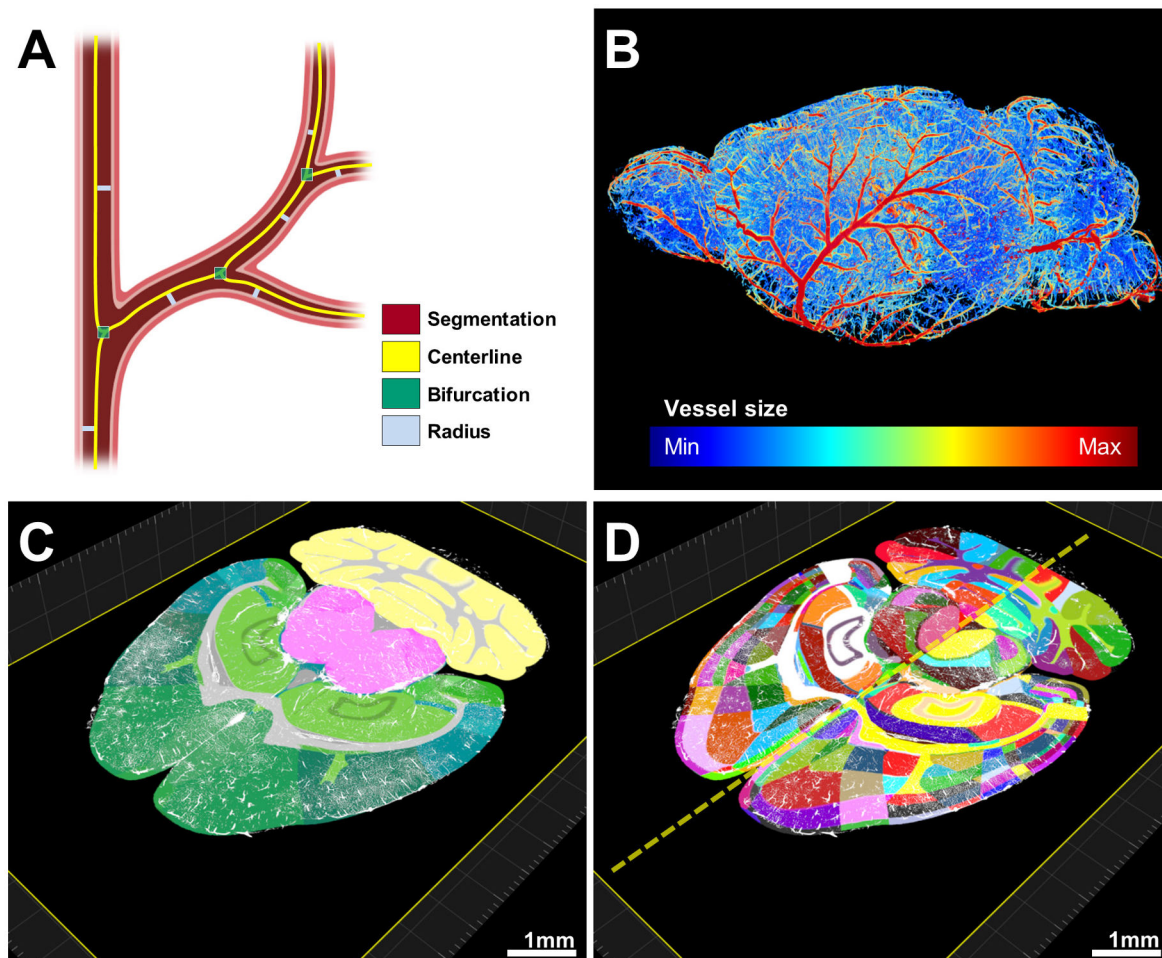 A
Segmentation
Centerline
Bifurcation
Radius
B
Vessel size
Min
Max
C
1mm
D
1mm